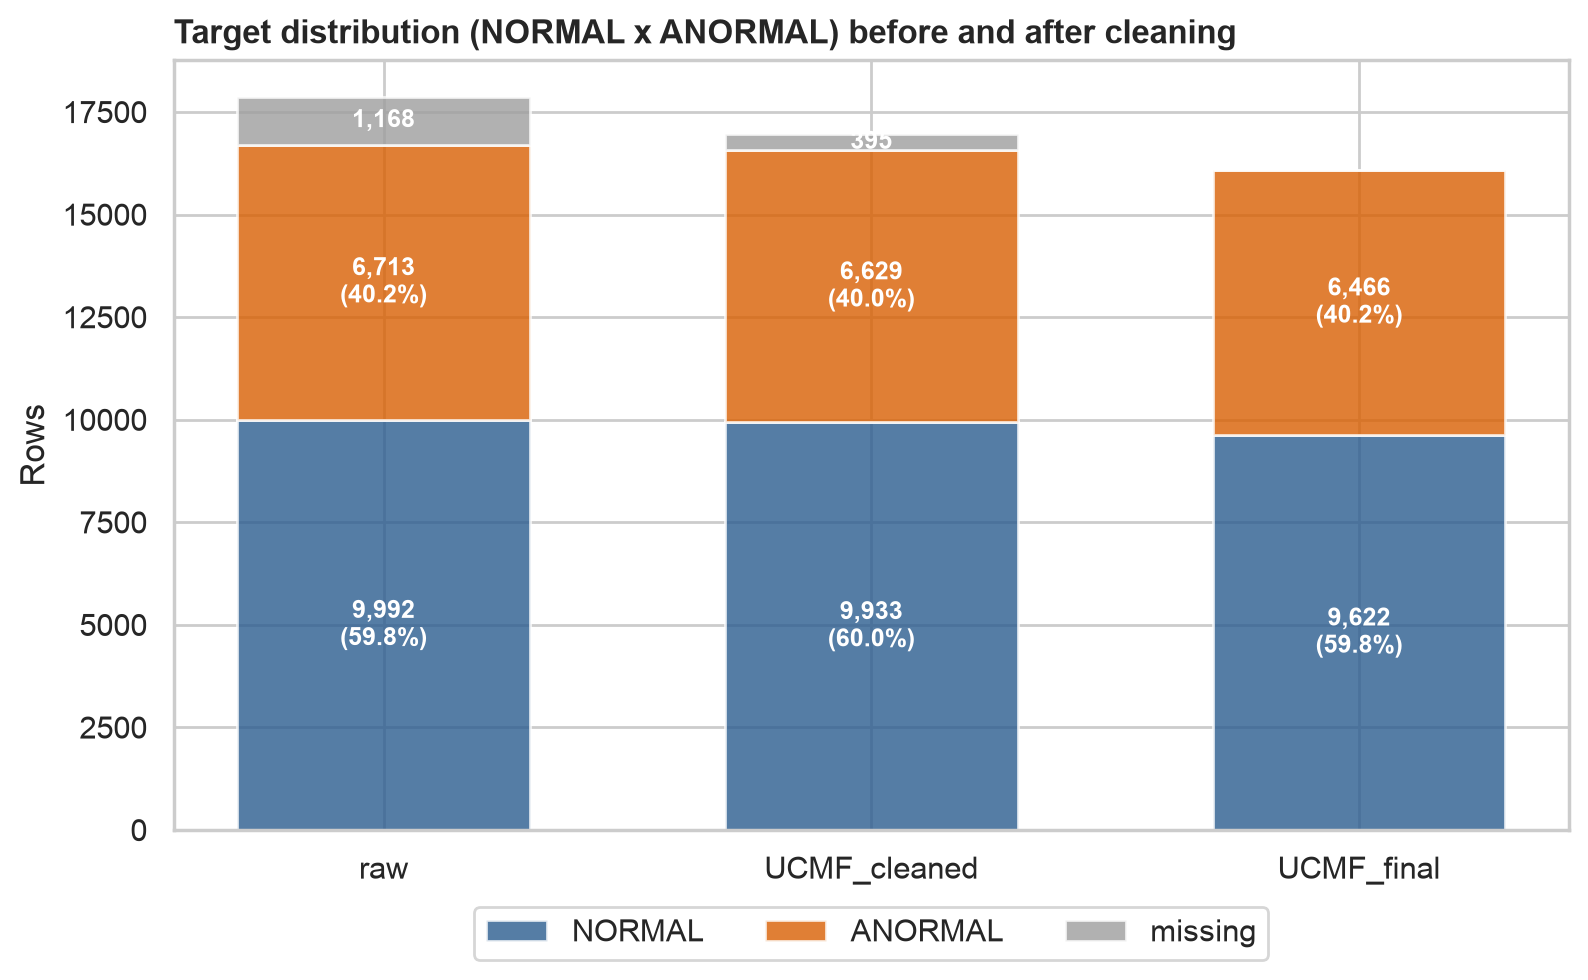 Target distribution (NORMAL x ANORMAL) before and after cleaning
Rows
17500
15000
12500
10000
7500
5000
2500
0
1,168
6,713
(40.2%)
9,992
(59.8%)
395
6,629
(40.0%)
9,933
(60.0%)
6,466
(40.2%)
9,622
(59.8%)
raw
UCMF_cleaned
UCMF_final
NORMAL
ANORMAL
missing